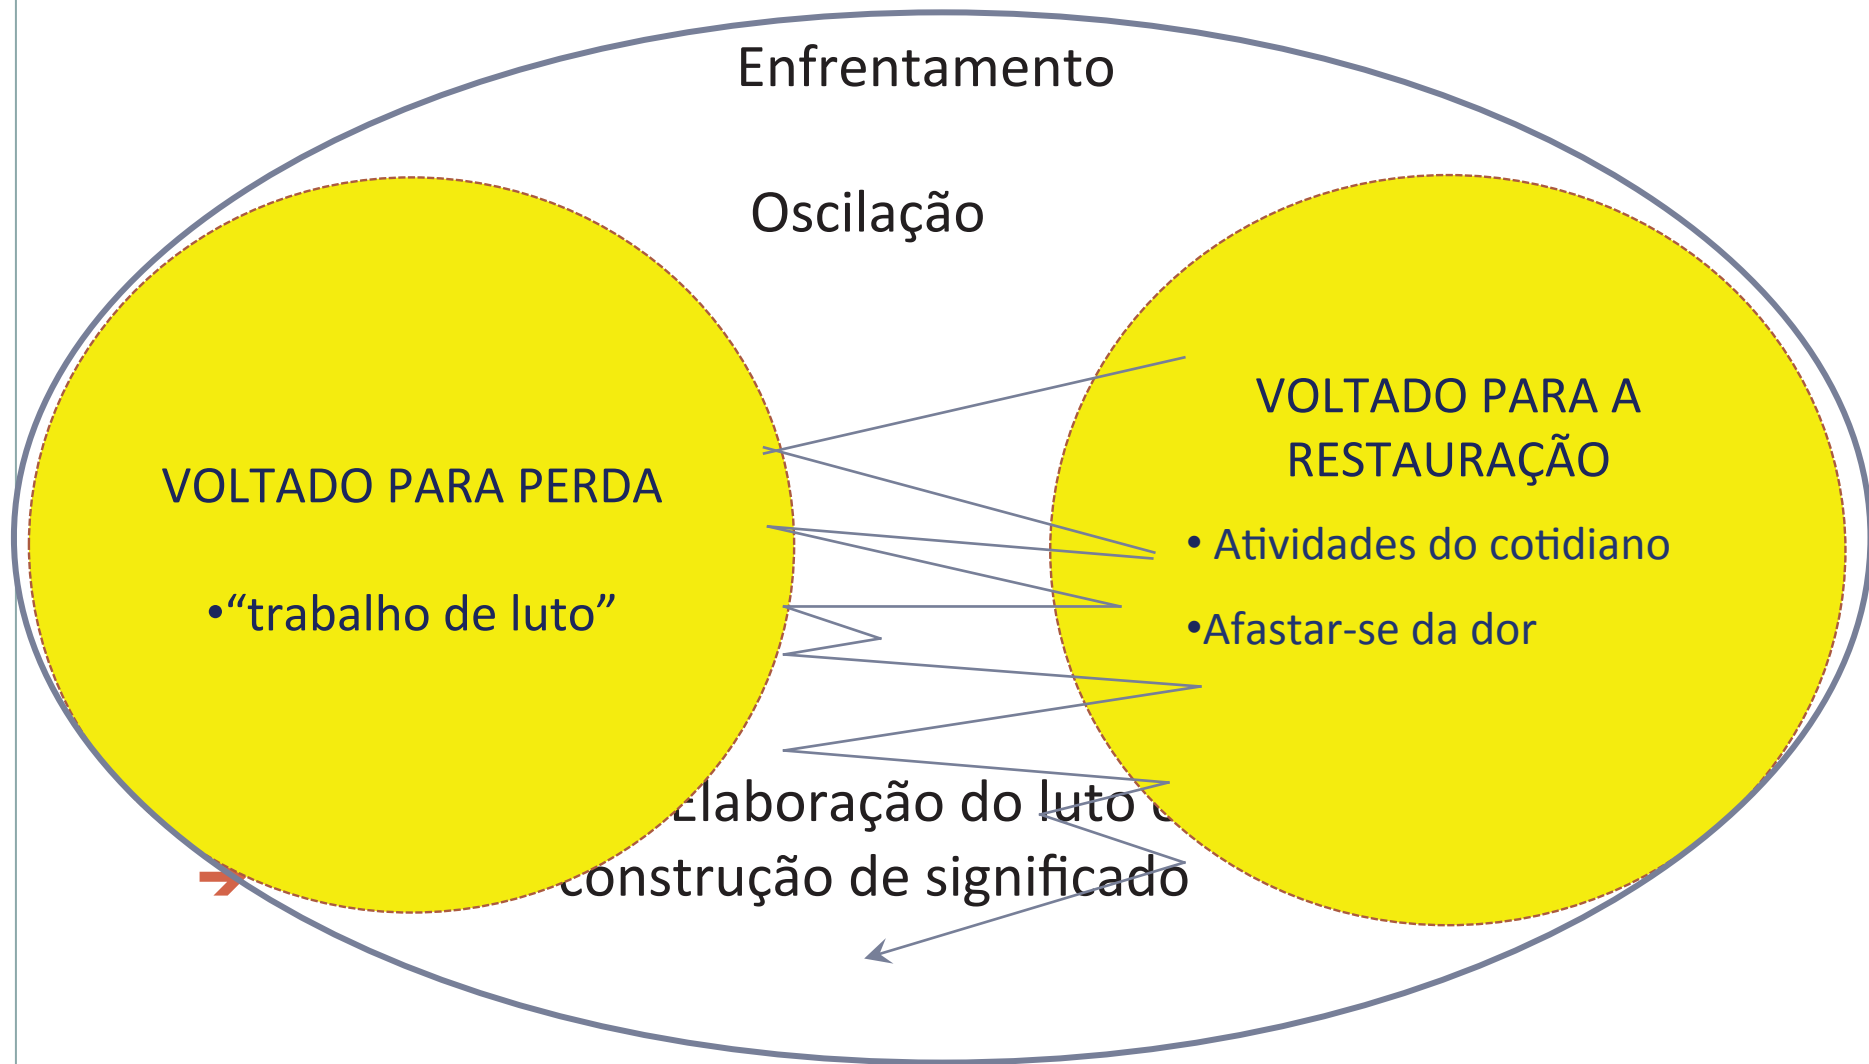 Enfrentamento
Oscilação
VOLTADO PARA PERDA
•“trabalho de luto”
VOLTADO PARA A
RESTAURAÇÃO
• Atividades do cotidiano
•Afastar-se da dor
Elaboração do luto e
construção de significado